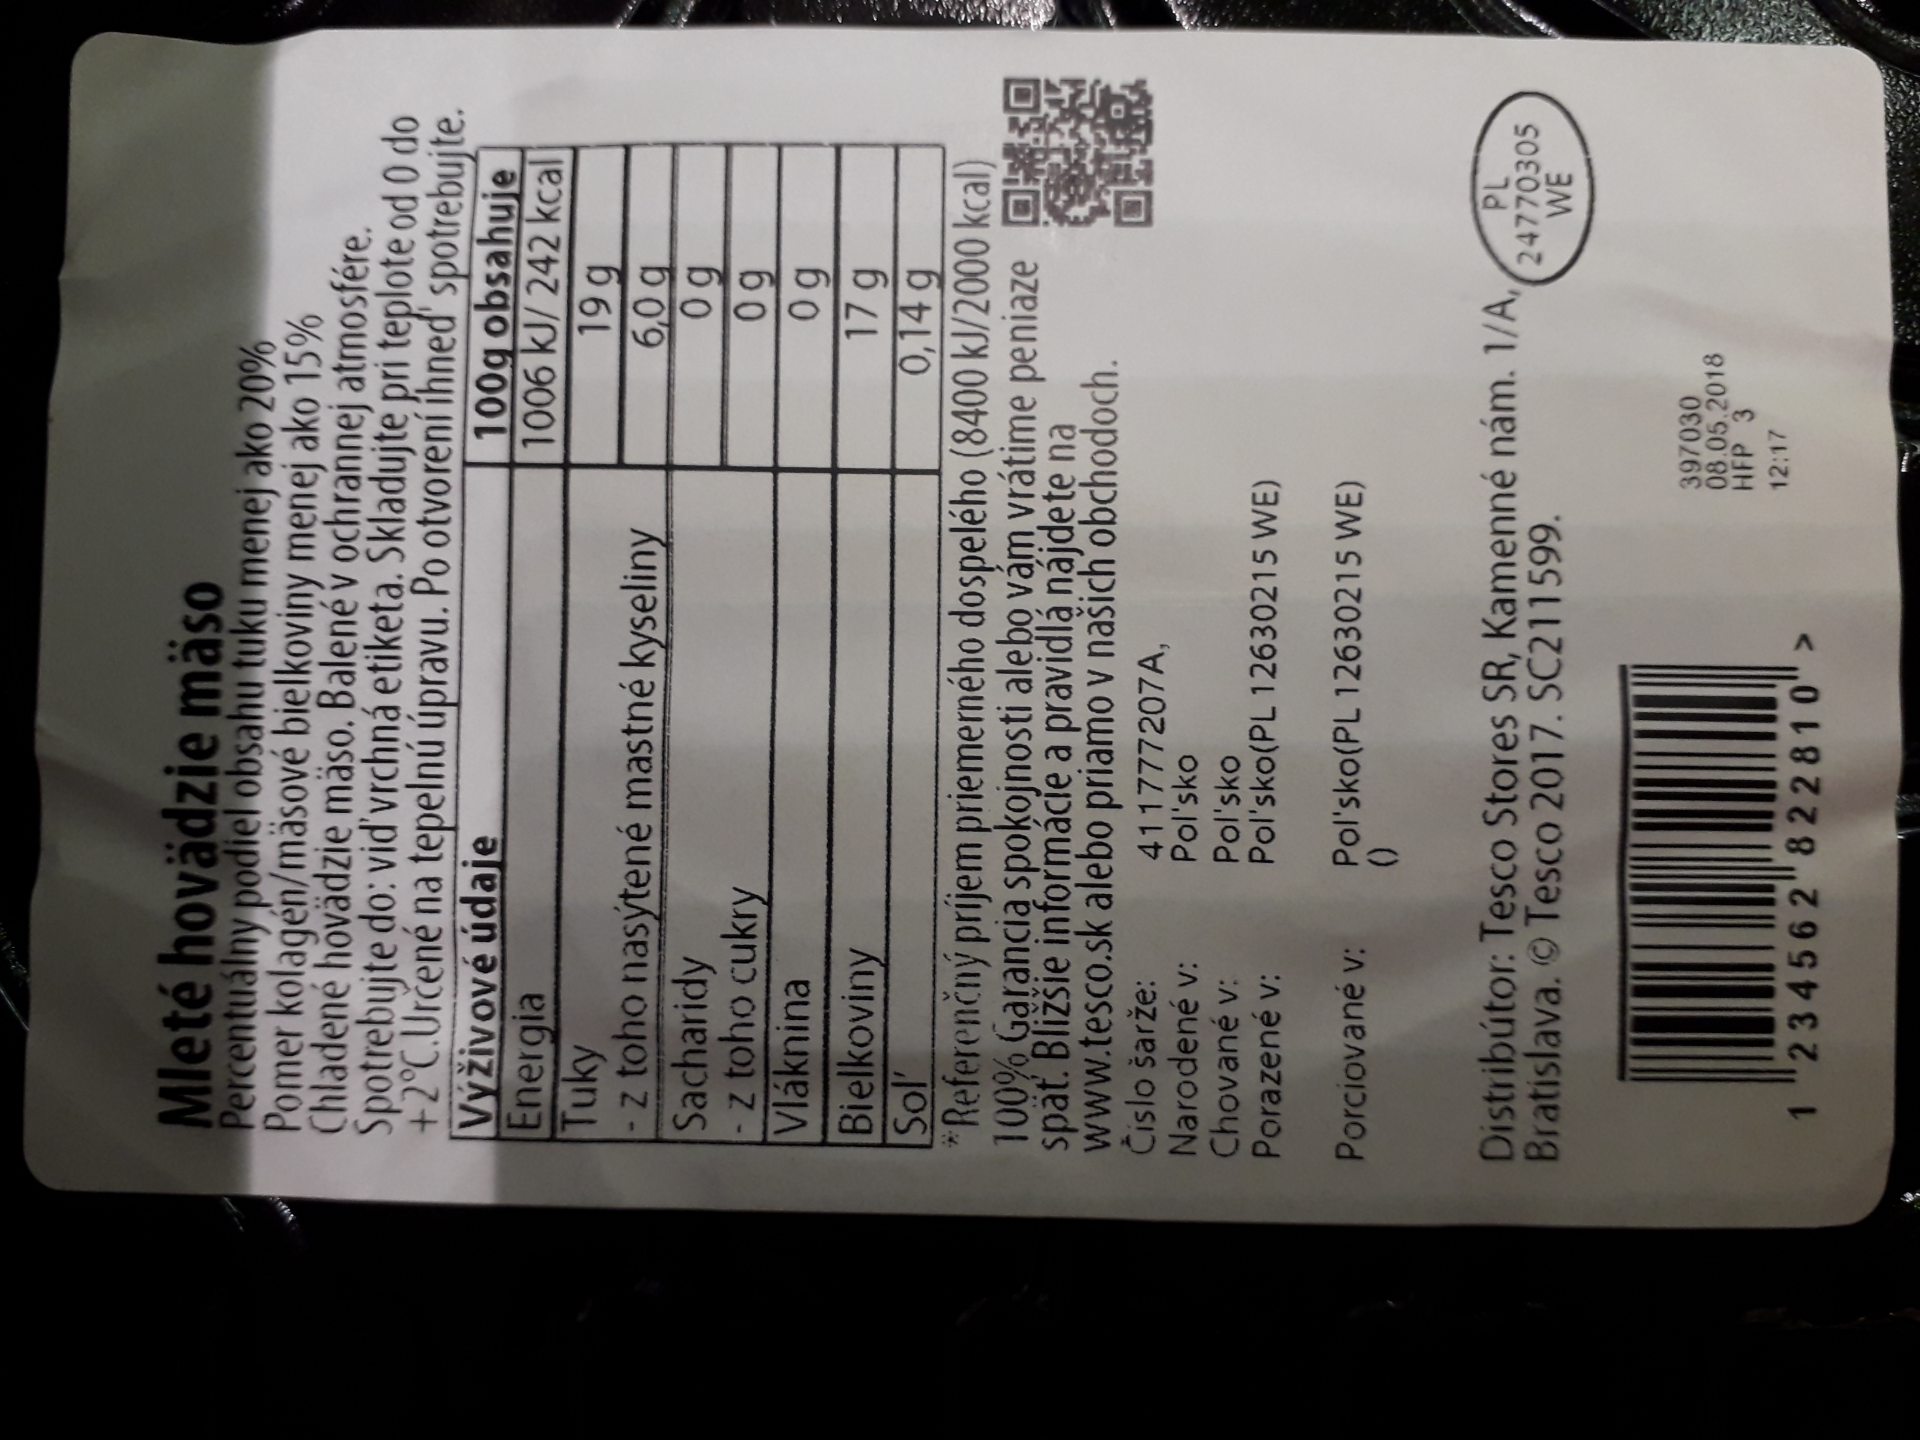 Mleté hovädzie mäso
Percentuálny podiel obsahu tuku menej ako 20%
Pomer kolagén/mäsové bielkoviny menej ako 15%
Chladené hovädzie mäso. Balené v ochrannej atmosfére.
Spotrebujte do: viď vrchná etiketa. Skladujte pri teplote od 0 do
+2°C.Určené na tepelnú úpravu. Po otvorení ihneď spotrebujte.
Výživové údaje 100g obsahuje
Energia 1006 kJ/ 242 kcal
Tuky 19 g
- z toho nasýtené mastné kyseliny 6,0 g
Sacharidy 0 g
- z toho cukry 0 g
Vláknina 0 g
Bielkoviny 17 g
Soľ 0,14 g
*Referenčný príjem priemerného dospelého (8400 kJ/2000 kcal)
100% Garancia spokojnosti alebo vám vrátime peniaze
späť. Bližšie informácie a pravidlá nájdete na
www.tesco.sk alebo priamo v našich obchodoch.
Číslo šarže: 41177207A,
Narodené v: Poľsko
Chované v: Poľsko
Porazené v: Poľsko(PL 12630215 WE)
Porciované v: Poľsko(PL 12630215 WE)
()
PL
24770305
WE
Distribútor: Tesco Stores SR, Kamenné nám. 1/A,
Bratislava. © Tesco 2017. SC211599.
397030
08.05.2018
HFP 3
12:17
1 234562 822810 >